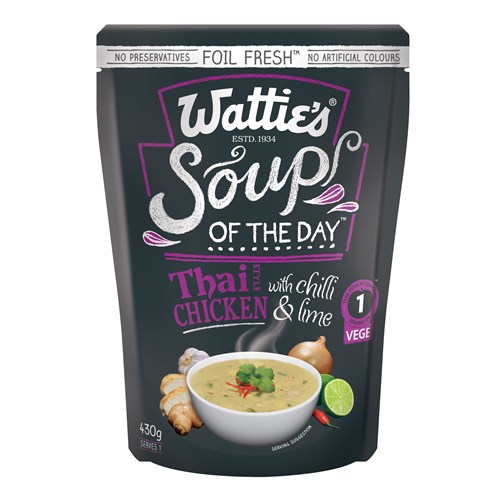 NO PRESERVATIVES FOIL FRESH™ NO ARTIFICIAL COLOURS
Wattie's®
ESTD. 1934
Soup
OF THE DAY™
Thai STYLE with chilli
CHICKEN & lime
1
VEGE
430g
SERVES 1
SERVING SUGGESTION